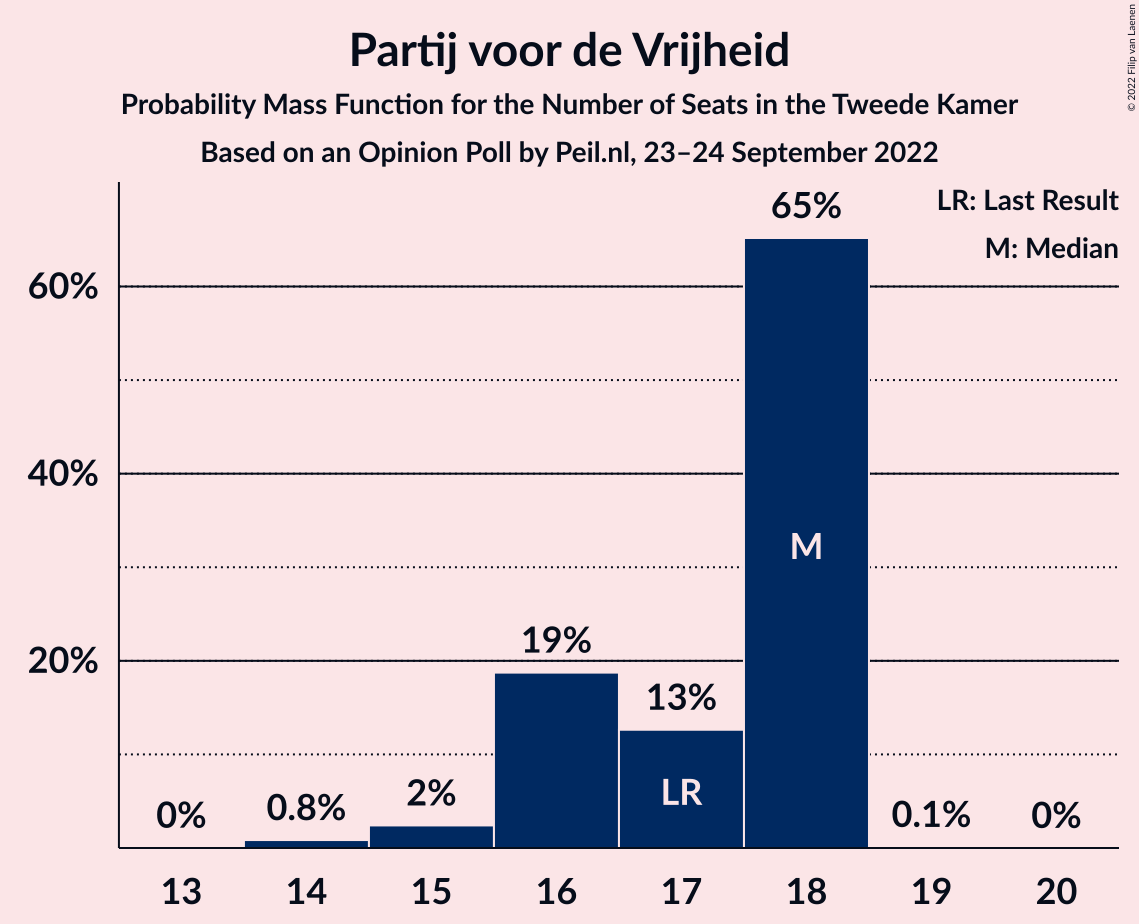 Partij voor de Vrijheid
Probability Mass Function for the Number of Seats in the Tweede Kamer
Based on an Opinion Poll by Peil.nl, 23–24 September 2022
© 2022 Filip van Laenen
LR: Last Result
M: Median
60%
40%
20%
0%
0.8%
2%
19%
13%
65%
0.1%
0%
LR
M
13
14
15
16
17
18
19
20